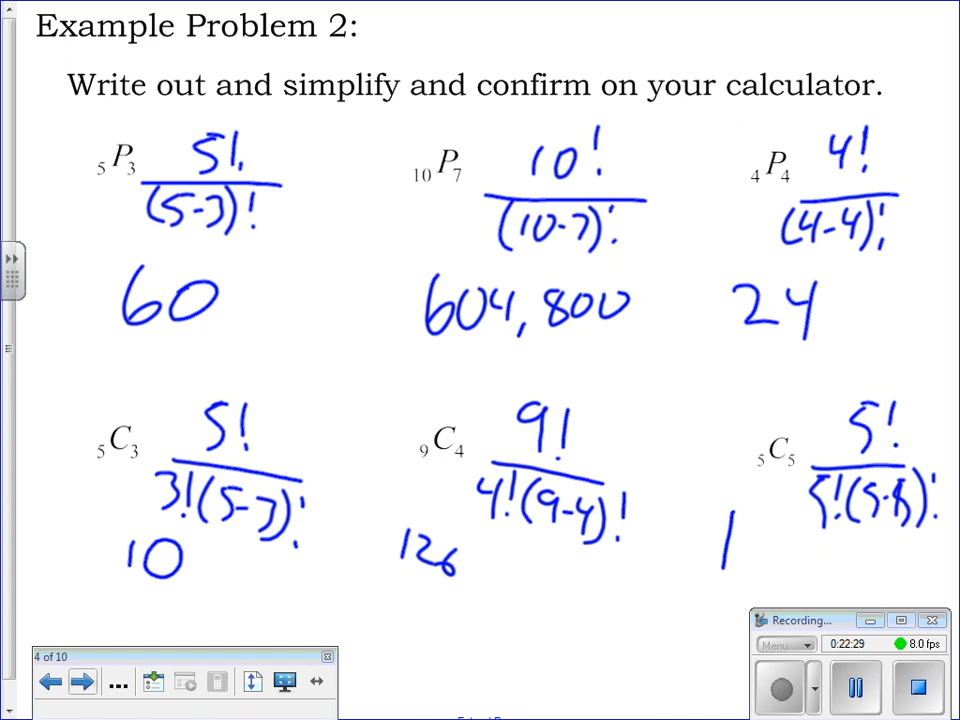 Example Problem 2:
Write out and simplify and confirm on your calculator.
5P3 5!
(5-3)!
60
10P7 10!
(10-7)!
604,800
4P4 4!
(4-4)!
24
5C3 5!
3!(5-3)!
10
9C4 9!
4!(9-4)!
126
5C5 5!
5!(5-5)!
1
Recording...
Menu
0:22:29
8.0 fps
4 of 10
...